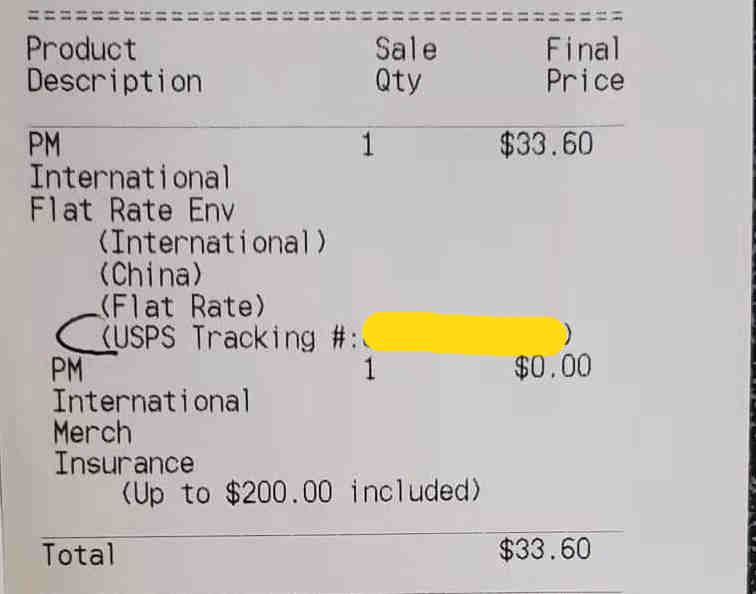 Product Sale Final
Description Qty Price
PM 1 $33.60
International
Flat Rate Env
(International)
(China)
(Flat Rate)
(USPS Tracking #: )
PM 1 $0.00
International
Merch
Insurance
(Up to $200.00 included)
Total $33.60